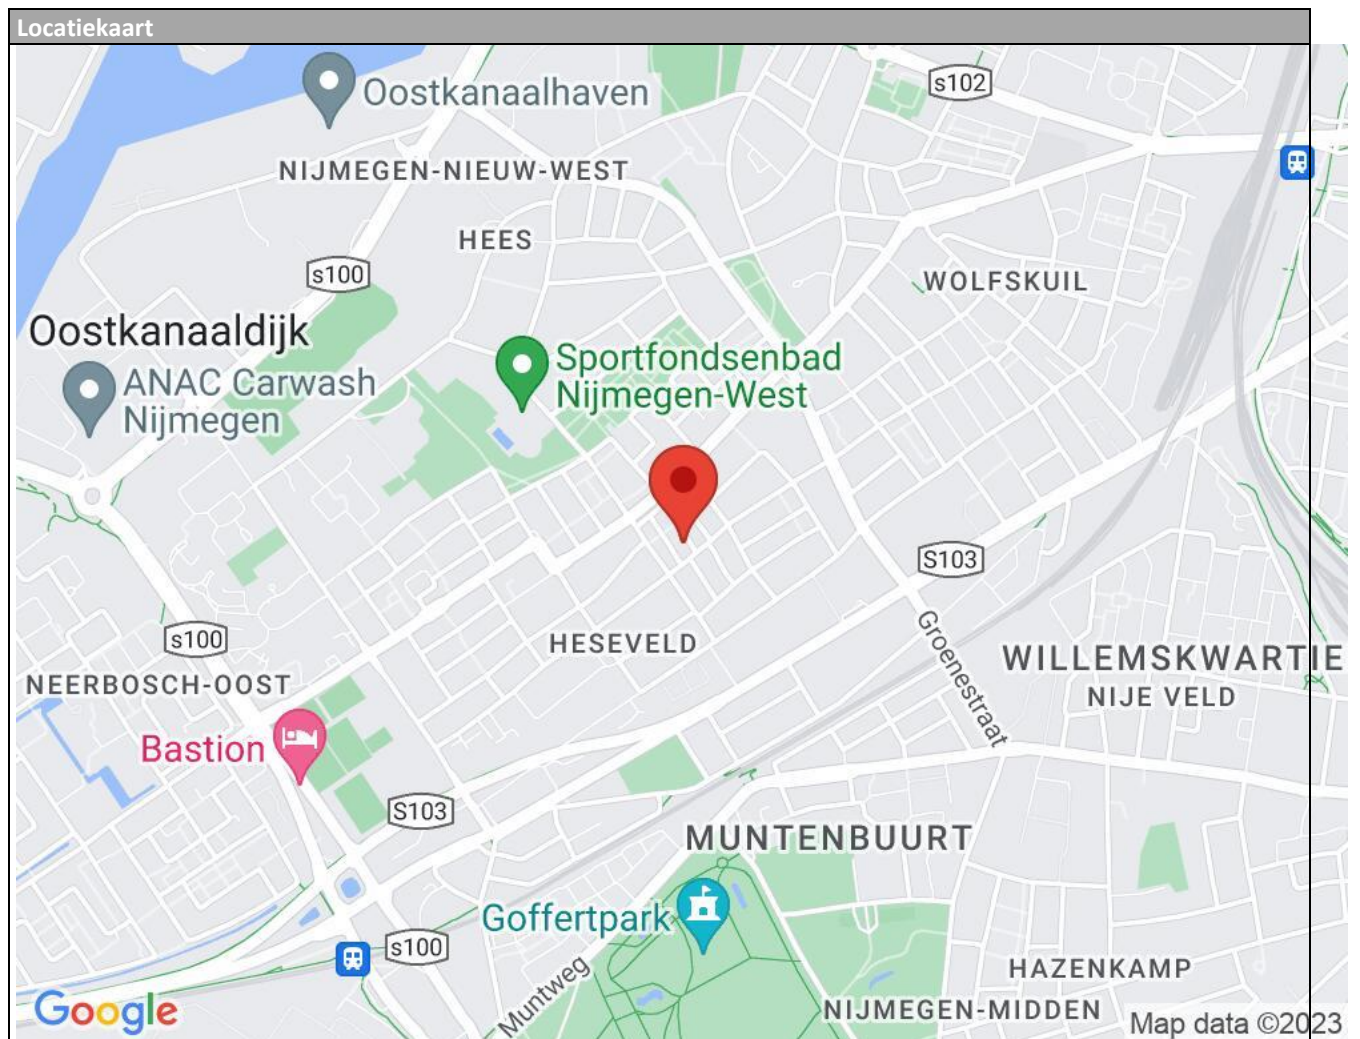 Locatiekaart
s102
Oostkanaalhaven
NIJMEGEN-NIEUW-WEST
HEES
s100
WOLFSKUIL
Oostkanaaldijk
ANAC Carwash
Nijmegen
Sportfondsenbad
Nijmegen-West
S103
Groenestraat
s100
HESEVELD
WILLEMSKWARTIE
NEERBOSCH-OOST
NIJE VELD
Bastion
S103
MUNTENBUURT
Goffertpark
s100
Muntweg
HAZENKAMP
NIJMEGEN-MIDDEN
Google
Map data ©2023